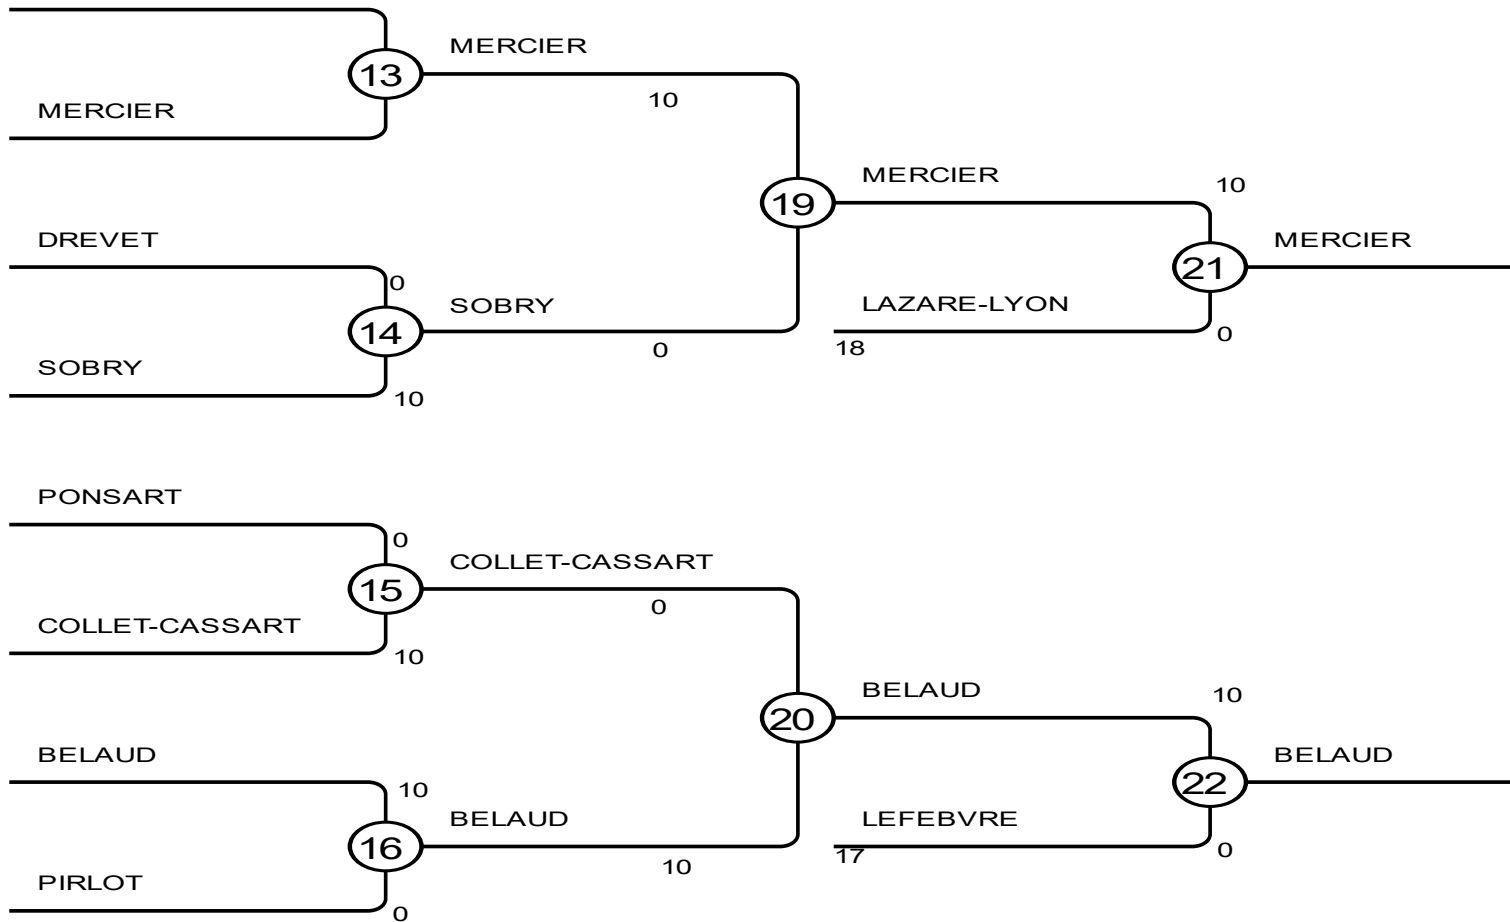 MERCIER
13
10
MERCIER
MERCIER
10
19
DREVET
MERCIER
0
21
SOBRY
LAZARE-LYON
14
0
18
0
SOBRY
10
PONSART
0
COLLET-CASSART
15
0
COLLET-CASSART
10
BELAUD
10
20
BELAUD
BELAUD
10
22
BELAUD
LEFEBVRE
16
17
0
10
PIRLOT
0